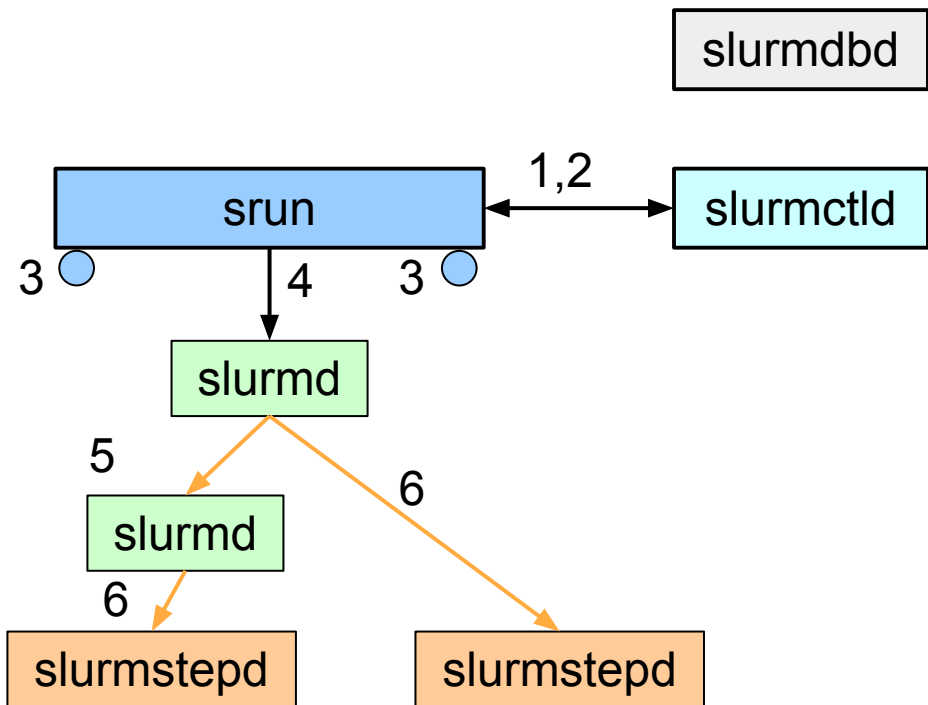 slurmdbd
1,2
srun
slurmctld
3
4
3
slurmd
5
6
slurmd
6
slurmstepd
slurmstepd